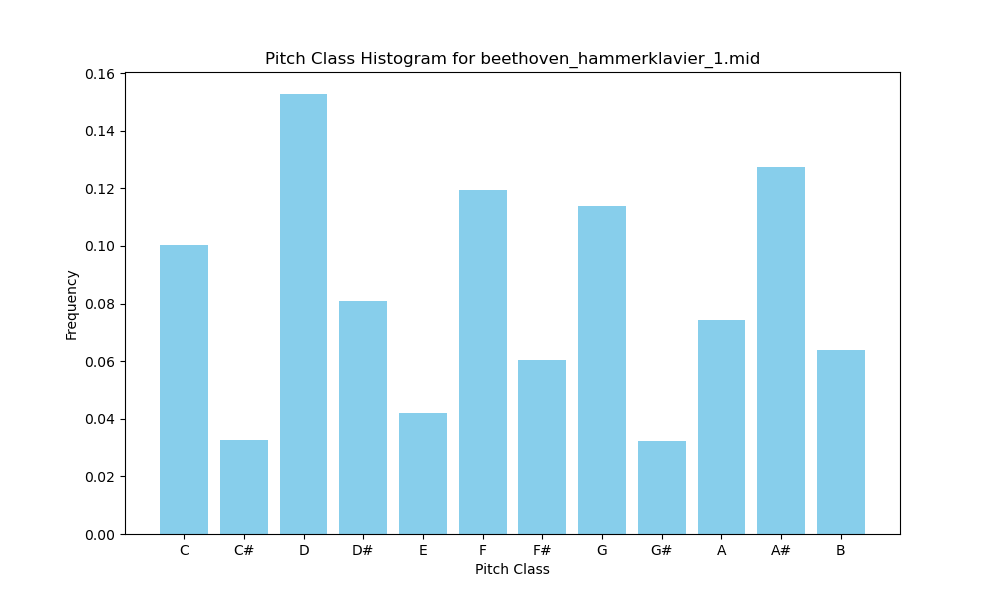 Pitch Class Histogram for beethoven_hammerklavier_1.mid
0.16
0.14
0.12
0.10
0.08
0.06
0.04
0.02
0.00
Frequency
C C# D D# E F F# G G# A A# B
Pitch Class